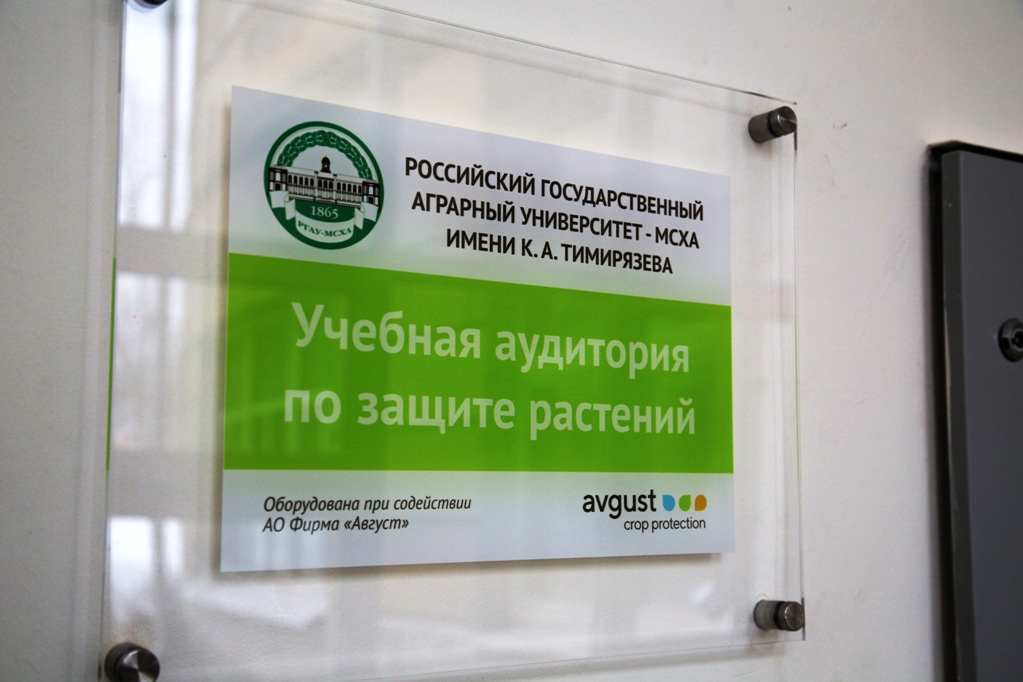 1865
РГАУ-МСХА
РОССИЙСКИЙ ГОСУДАРСТВЕННЫЙ
АГРАРНЫЙ УНИВЕРСИТЕТ - МСХА
ИМЕНИ К. А. ТИМИРЯЗЕВА
Учебная аудитория
по защите растений
Оборудована при содействии
АО Фирма «Август»
avgust
crop protection